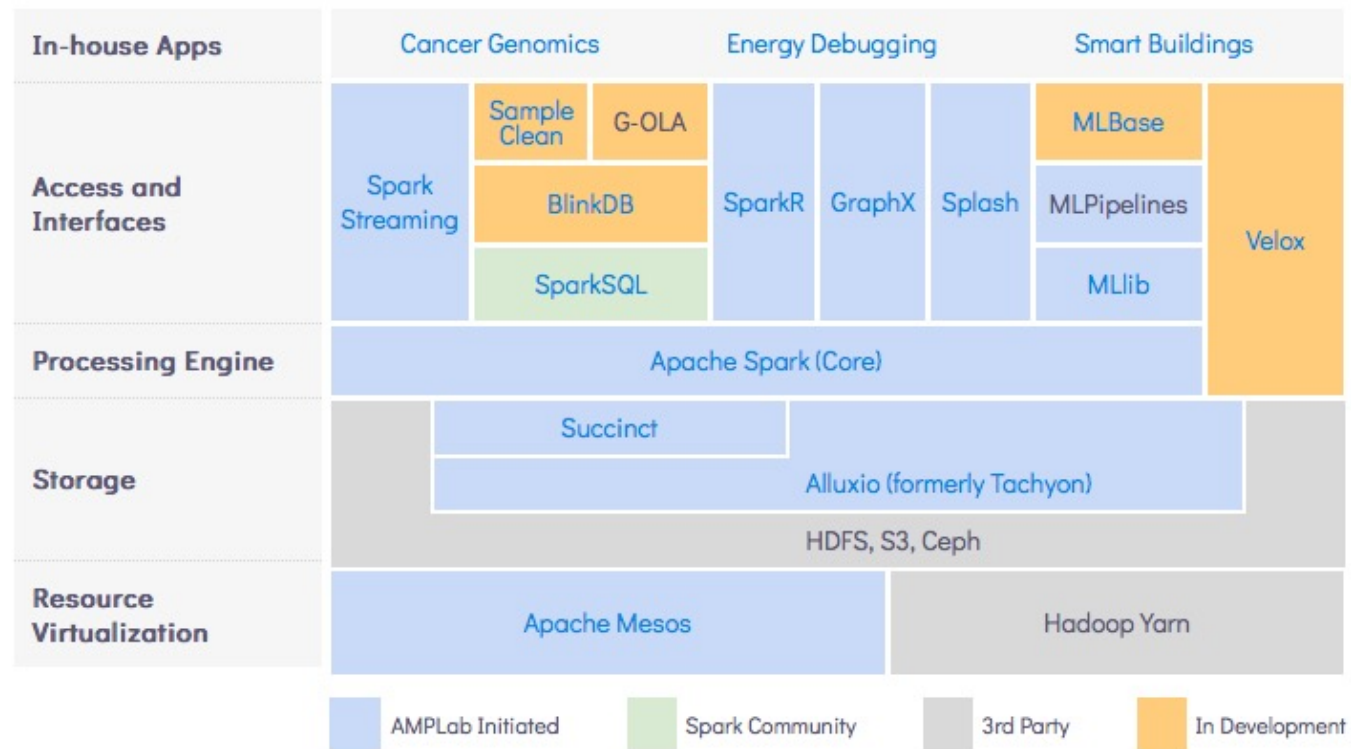 In-house Apps
Cancer Genomics
Energy Debugging
Smart Buildings
Access and
Interfaces
Spark
Streaming
Sample
Clean
G-OLA
BlinkDB
SparkSQL
SparkR
GraphX
Splash
MLBase
MLPipelines
MLlib
Velox
Processing Engine
Apache Spark (Core)
Storage
Succinct
Alluxio (formerly Tachyon)
HDFS, S3, Ceph
Resource
Virtualization
Apache Mesos
Hadoop Yarn
AMPLab Initiated
Spark Community
3rd Party
In Development